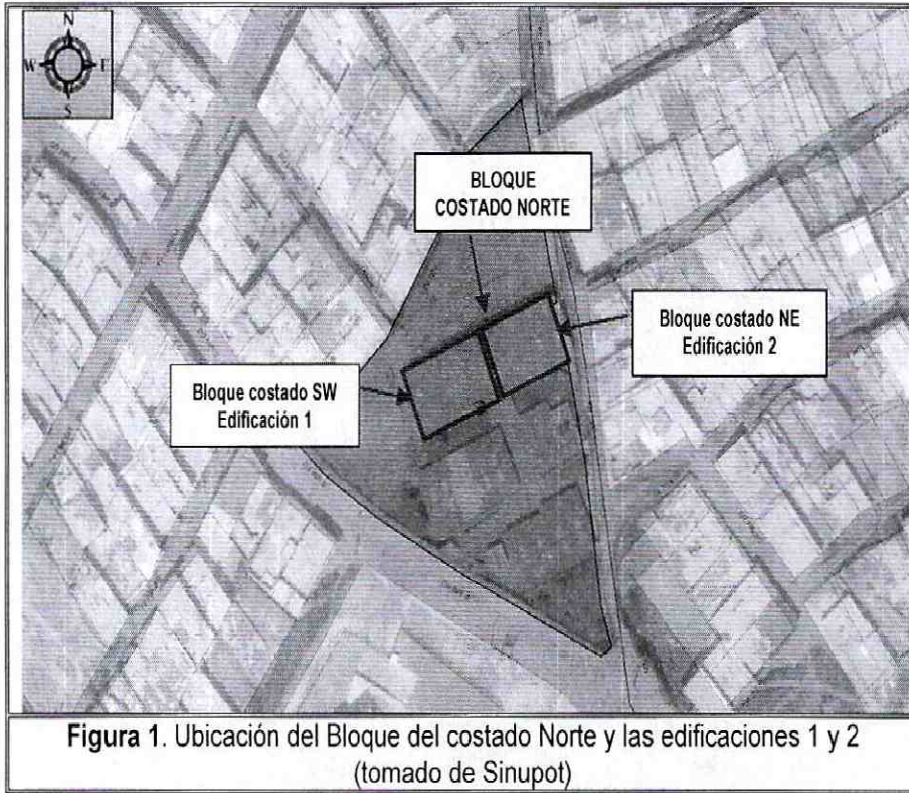 N
W E
S
BLOQUE
COSTADO NORTE
Bloque costado NE
Edificación 2
Bloque costado SW
Edificación 1
Figura 1. Ubicación del Bloque del costado Norte y las edificaciones 1 y 2
(tomado de Sinupot)